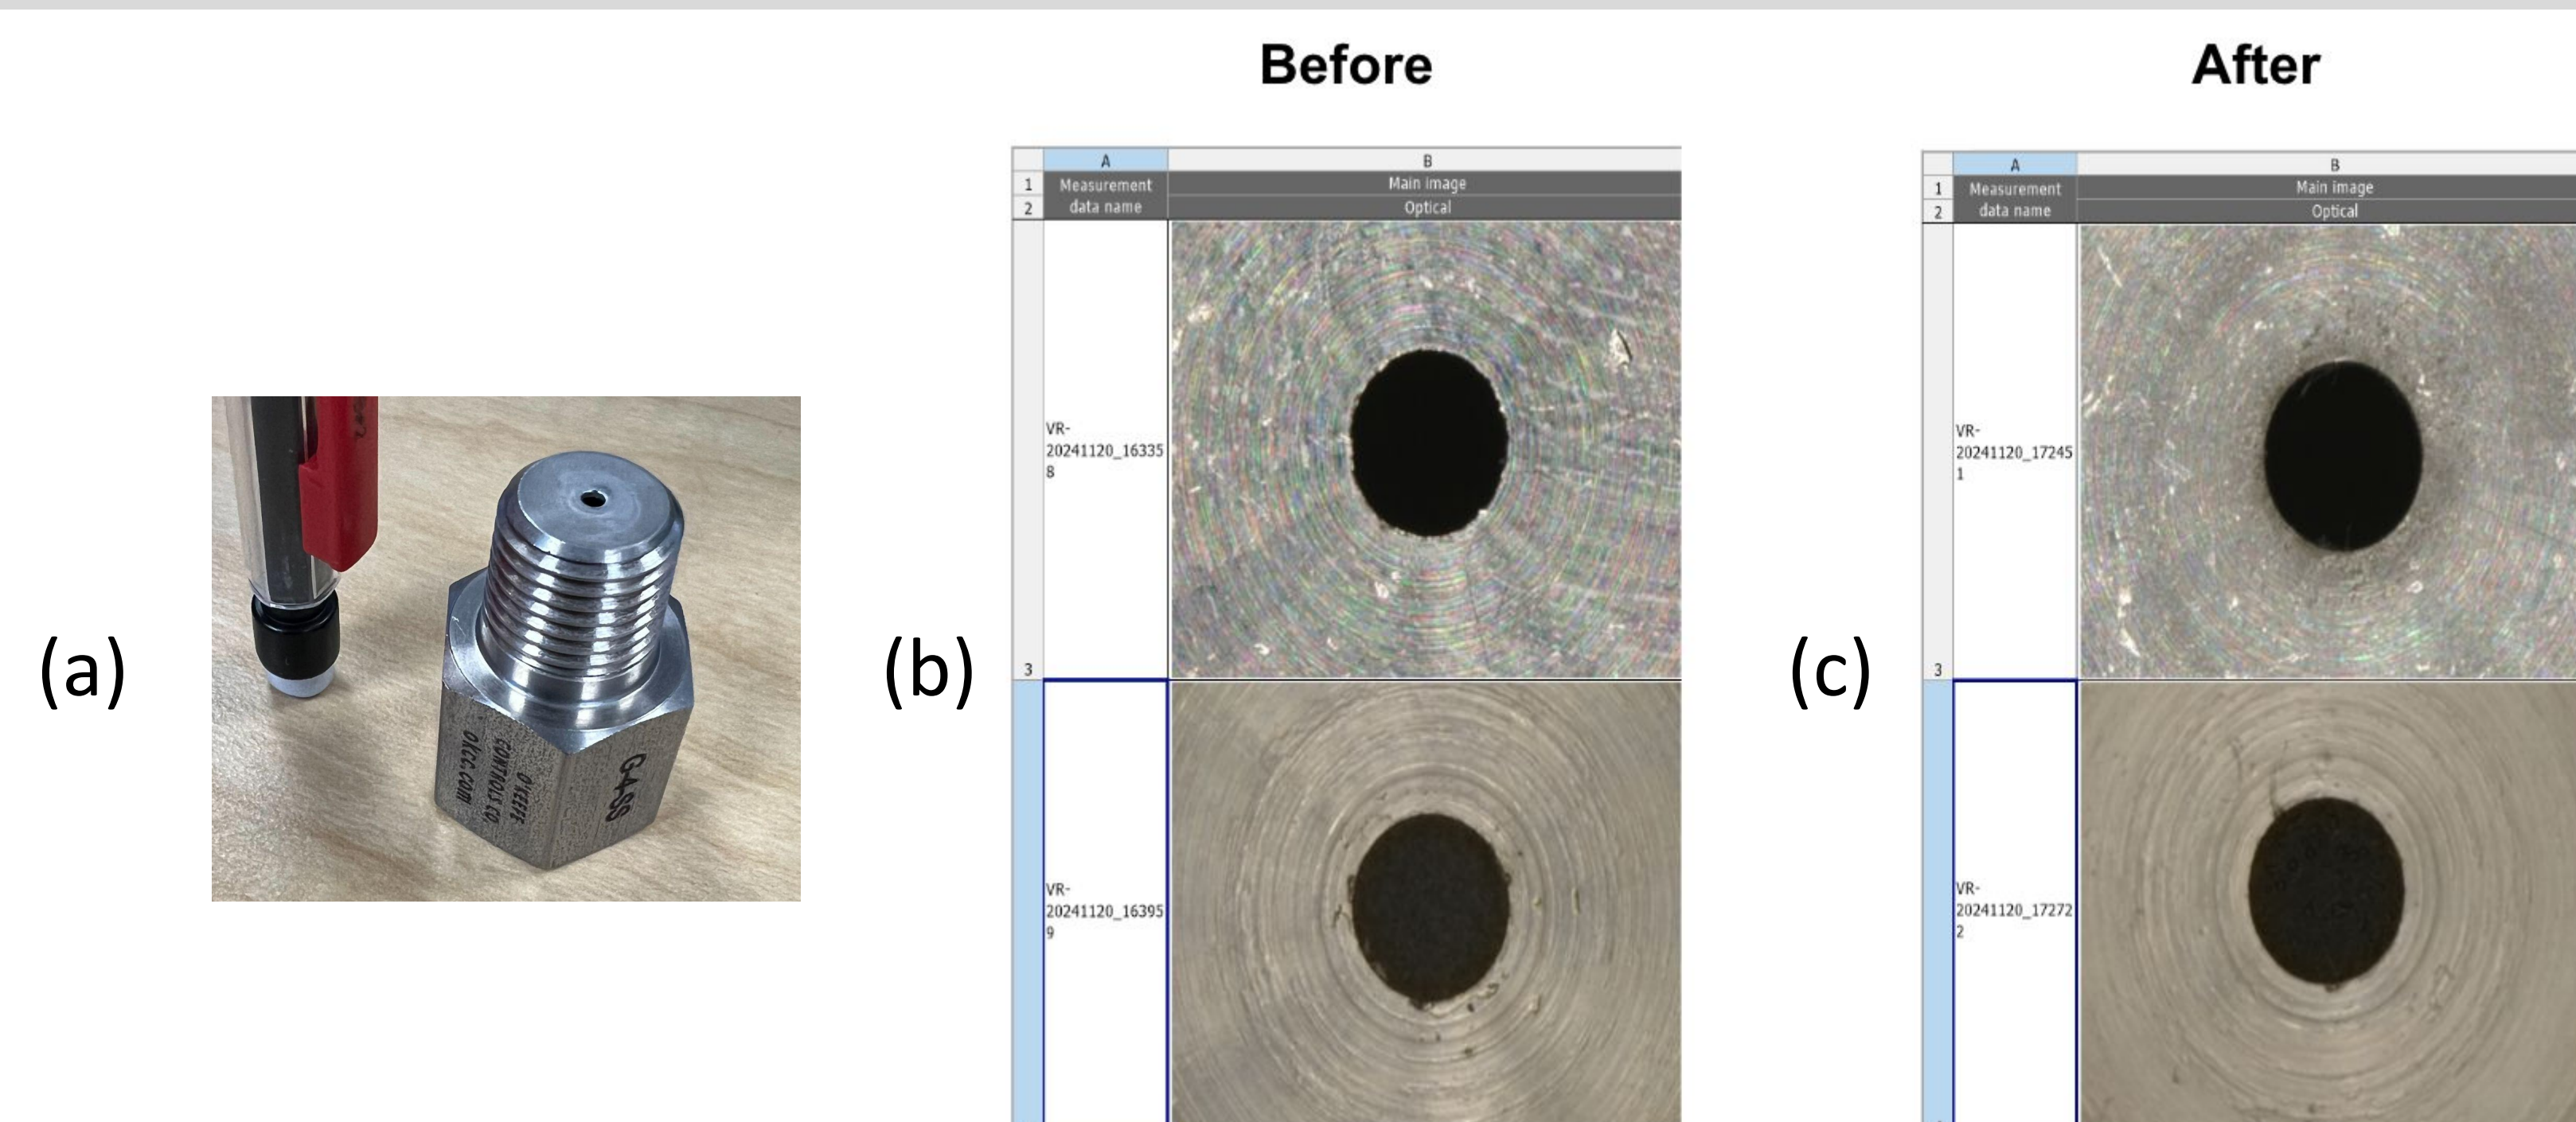 Before
After
(a)
G-4-SS
O'KEEFE
CONTROLS CO.
OKCC.COM
(b)
A
B
1
Measurement
data name
Main image
2
Optical
VR-
20241120_16335
8
3
VR-
20241120_16395
9
(c)
A
B
1
Measurement
data name
Main image
2
Optical
VR-
20241120_17245
1
3
VR-
20241120_17272
2